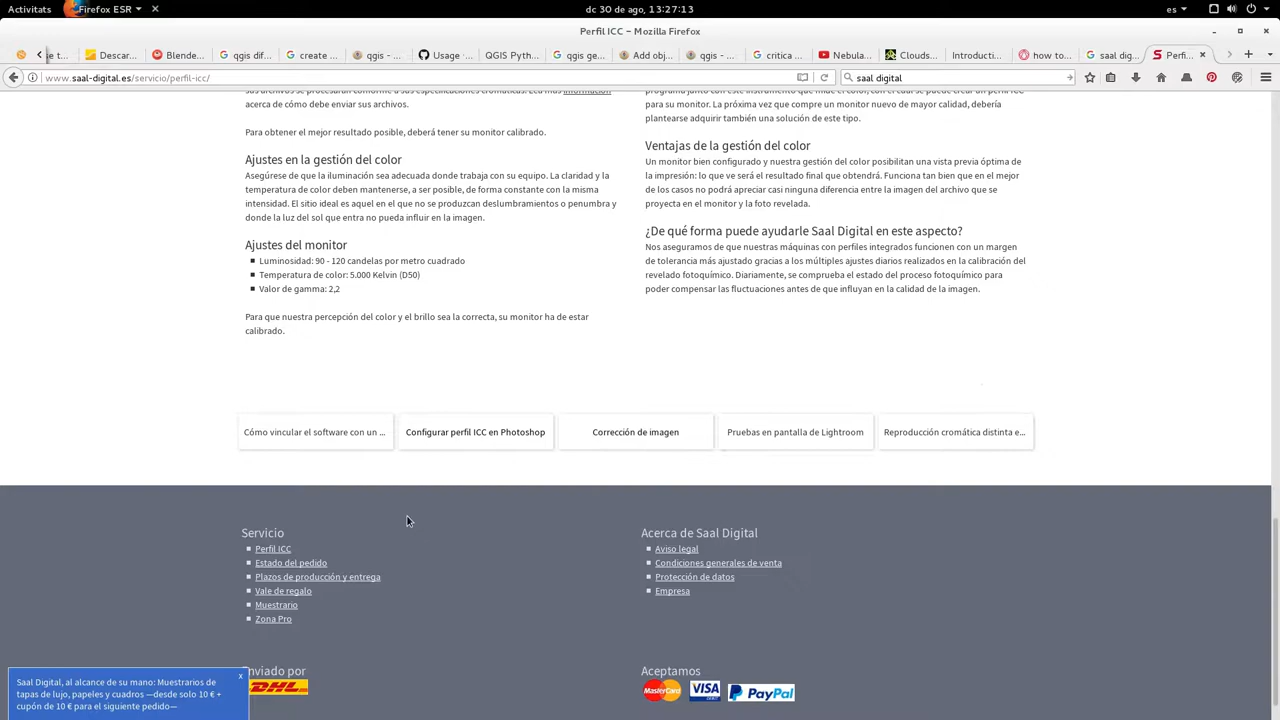 Activitats
Firefox ESR
dc 30 de ago, 13:27:13
es
Perfil ICC – Mozilla Firefox
se t...
Descar...
Blende...
qgis dif...
create ...
qgis - ...
Usage ...
QGIS Pyth...
qgis ge...
Add obj...
qgis - ...
critica ...
Nebula...
Clouds...
Introducti...
how to...
saal dig...
Perfi...
www.saal-digital.es/servicio/perfil-icc/
saal digital
acerca de cómo debe enviar sus archivos.
Para obtener el mejor resultado posible, deberá tener su monitor calibrado.
Ajustes en la gestión del color
Asegúrese de que la iluminación sea adecuada donde trabaja con su equipo. La claridad y la
temperatura de color deben mantenerse, a ser posible, de forma constante con la misma
intensidad. El sitio ideal es aquel en el que no se produzcan deslumbramientos o penumbra y
donde la luz del sol que entra no pueda influir en la imagen.
Ajustes del monitor
Luminosidad: 90 - 120 candelas por metro cuadrado
Temperatura de color: 5.000 Kelvin (D50)
Valor de gamma: 2,2
Para que nuestra percepción del color y el brillo sea la correcta, su monitor ha de estar
calibrado.
para su monitor. La próxima vez que compre un monitor nuevo de mayor calidad, debería
plantearse adquirir también una solución de este tipo.
Ventajas de la gestión del color
Un monitor bien configurado y nuestra gestión del color posibilitan una vista previa óptima de
la impresión: lo que ve será el resultado final que obtendrá. Funciona tan bien que en el mejor
de los casos no podrá apreciar casi ninguna diferencia entre la imagen del archivo que se
proyecta en el monitor y la foto revelada.
¿De qué forma puede ayudarle Saal Digital en este aspecto?
Nos aseguramos de que nuestras máquinas con perfiles integrados funcionen con un margen
de tolerancia más ajustado gracias a los múltiples ajustes diarios realizados en la calibración del
revelado fotoquímico. Diariamente, se comprueba el estado del proceso fotoquímico para
poder compensar las fluctuaciones antes de que influyan en la calidad de la imagen.
Cómo vincular el software con un ...
Configurar perfil ICC en Photoshop
Corrección de imagen
Pruebas en pantalla de Lightroom
Reproducción cromática distinta e...
Servicio
Perfil ICC
Estado del pedido
Plazos de producción y entrega
Vale de regalo
Muestrario
Zona Pro
Acerca de Saal Digital
Aviso legal
Condiciones generales de venta
Protección de datos
Empresa
Enviado por
DHL
Aceptamos
MasterCard
VISA
PayPal
x
Saal Digital, al alcance de su mano: Muestrarios de
tapas de lujo, papeles y cuadros —desde solo 10 € +
cupón de 10 € para el siguiente pedido—